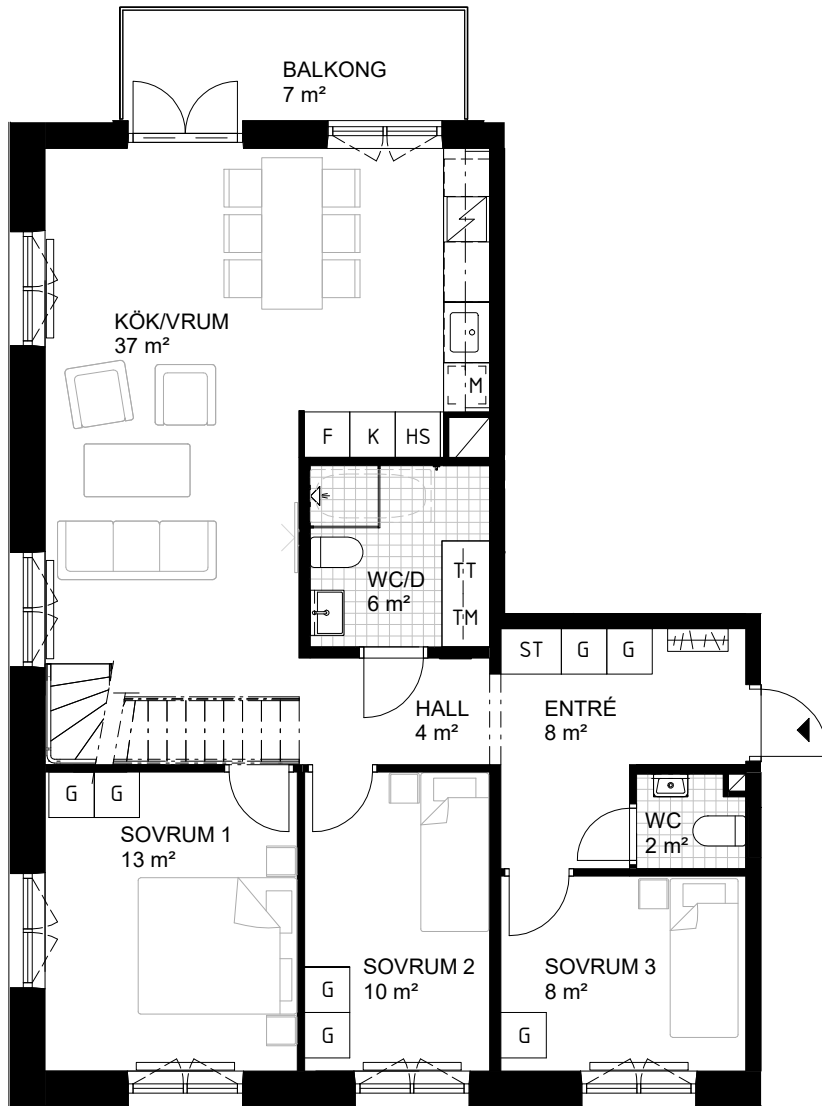 BALKONG
7 m²
KÖK/VRUM
37 m²
M
F K HS
WC/D
6 m²
TT
TM
ST G G
HALL
4 m²
ENTRÉ
8 m²
G G
SOVRUM 1
13 m²
WC
2 m²
SOVRUM 2
10 m²
SOVRUM 3
8 m²
G
G
G